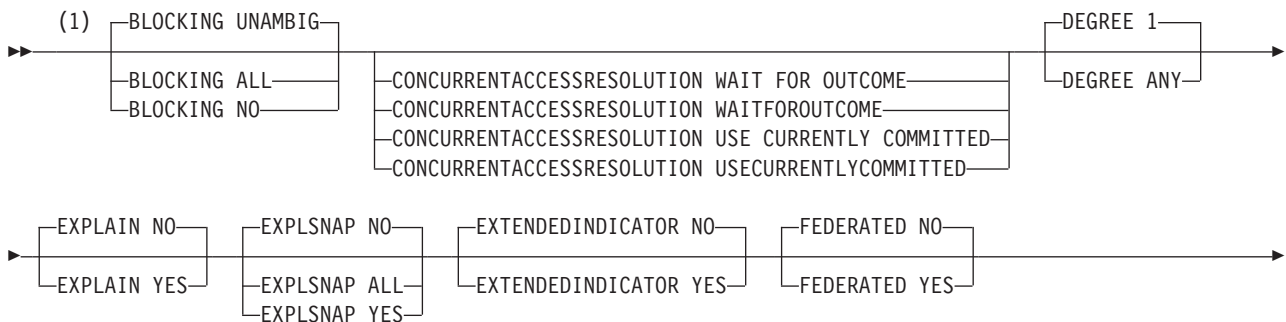 (1) BLOCKING UNAMBIG DEGREE 1
BLOCKING ALL CONCURRENTACCESSRESOLUTION WAIT FOR OUTCOME DEGREE ANY
BLOCKING NO CONCURRENTACCESSRESOLUTION WAITFOROUTCOME
CONCURRENTACCESSRESOLUTION USE CURRENTLY COMMITTED
CONCURRENTACCESSRESOLUTION USECURRENTLYCOMMITTED
EXPLAIN NO EXPLSNAP NO EXTENDEDINDICATOR NO FEDERATED NO
EXPLAIN YES EXPLSNAP ALL EXTENDEDINDICATOR YES FEDERATED YES
EXPLSNAP YES